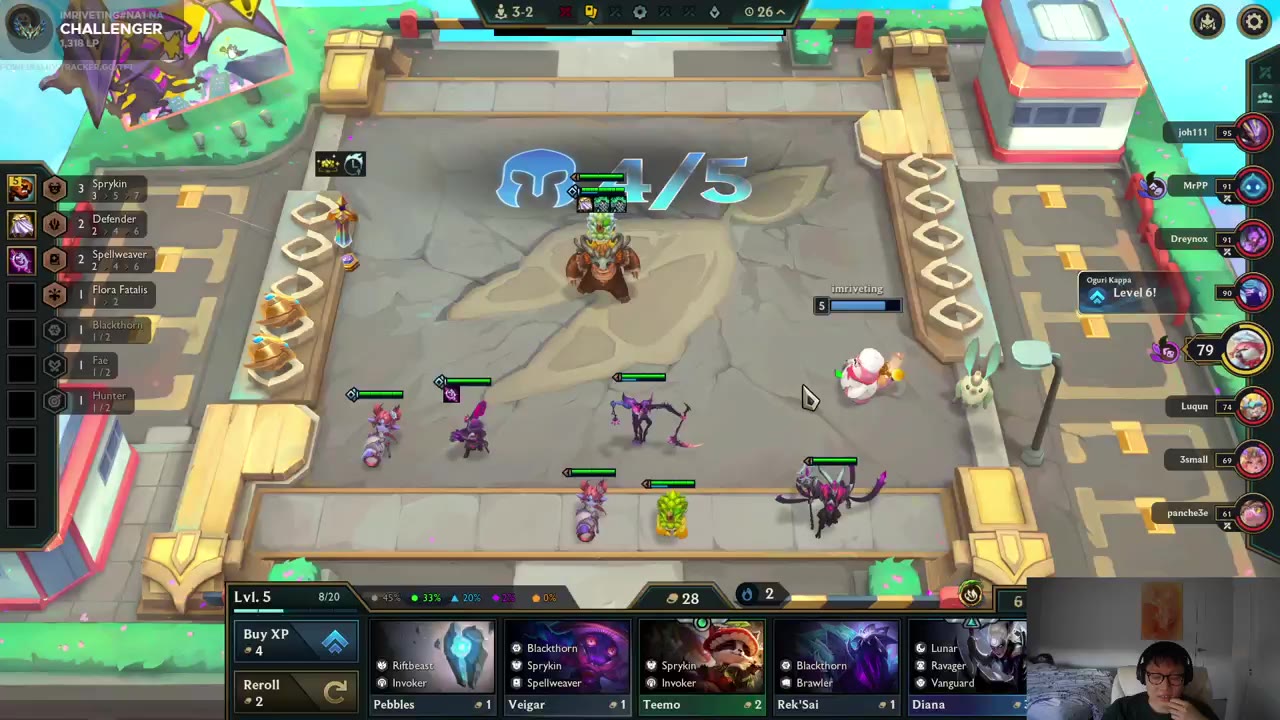 IMRIVETING#NA1 NA
CHALLENGER
1,318 LP
3-2
26
4/5
joh111 95
MrPP 91
Dreynox 91
Oguri Kappa
Level 6!
90
79
Luqun 74
3small 69
panche3e 61
3 Sprykin
3 > 5 > 7
2 Defender
2 > 4 > 6
2 Spellweaver
2 > 4 > 6
1 Flora Fatalis
1 > 2
1 Blackthorn
1 / 2
1 Fae
1 / 2
1 Hunter
1 / 2
imriveting
5
Lvl. 5 8/20
45% 33% 20% 2% 0%
28
2
6
Buy XP
4
Reroll
2
Riftbeast
Invoker
Pebbles 1
Blackthorn
Sprykin
Spellweaver
Veigar 1
Sprykin
Invoker
Teemo 2
Blackthorn
Brawler
Rek'Sai 1
Lunar
Ravager
Vanguard
Diana